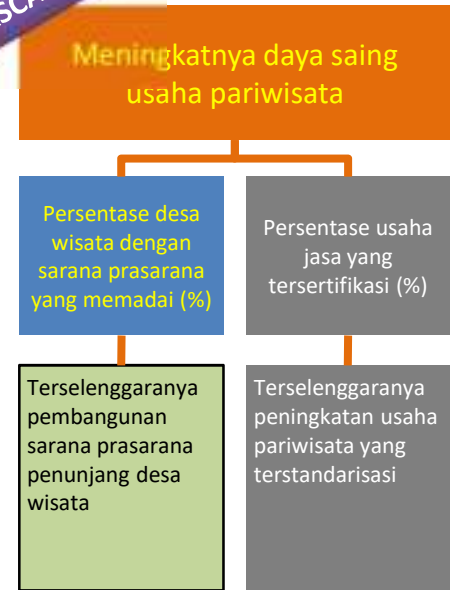 Meningkatnya daya saing
usaha pariwisata
Persentase desa
wisata dengan
sarana prasarana
yang memadai (%)
Persentase usaha
jasa yang
tersertifikasi (%)
Terselenggaranya
pembangunan
sarana prasarana
penunjang desa
wisata
Terselenggaranya
peningkatan usaha
pariwisata yang
terstandarisasi